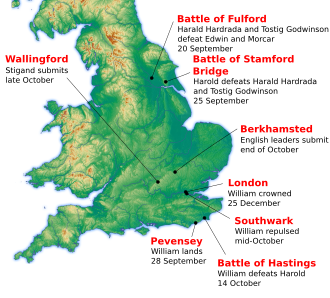 Battle of Fulford
Harald Hardrada and Tostig Godwinson
defeat Edwin and Morcar
20 September
Wallingford
Stigand submits
late October
Battle of Stamford
Bridge
Harold defeats Harald Hardrada
and Tostig Godwinson
25 September
Berkhamsted
English leaders submit
end of October
London
William crowned
25 December
Southwark
William repulsed
mid-October
Pevensey
William lands
28 September
Battle of Hastings
William defeats Harold
14 October